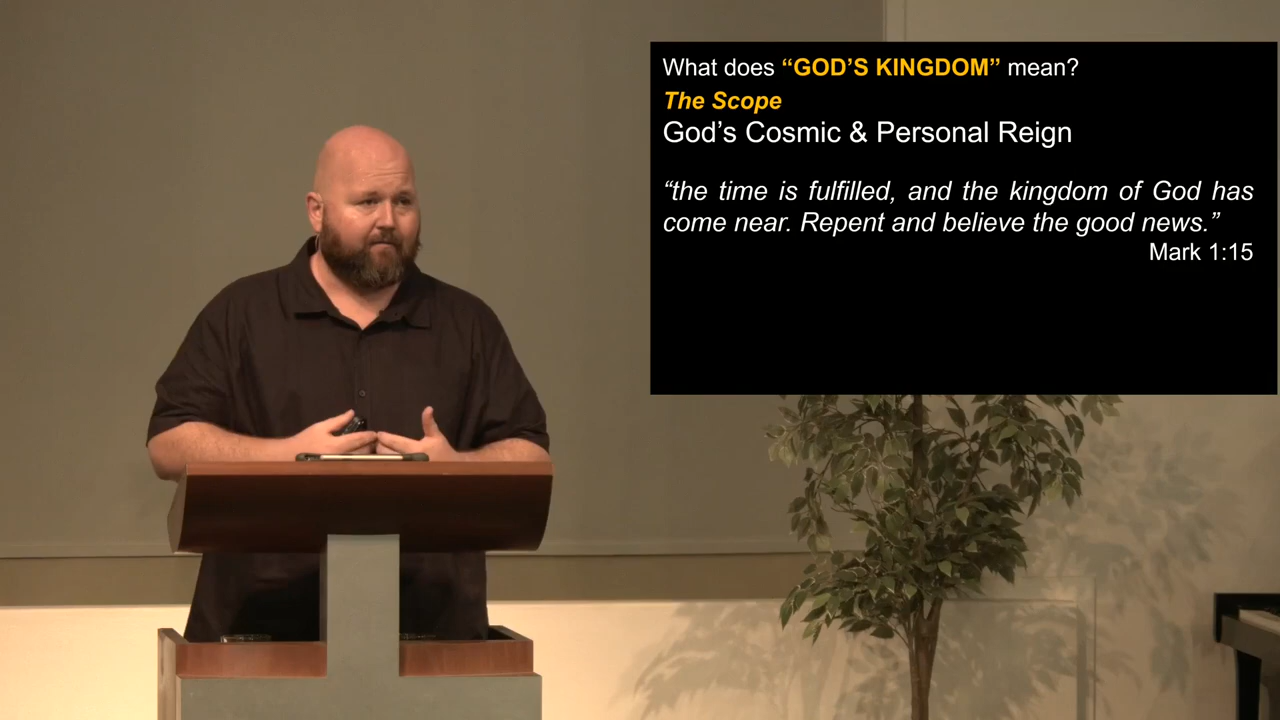 What does “GOD’S KINGDOM” mean?
The Scope
God’s Cosmic & Personal Reign
“the time is fulfilled, and the kingdom of God has
come near. Repent and believe the good news.”
Mark 1:15